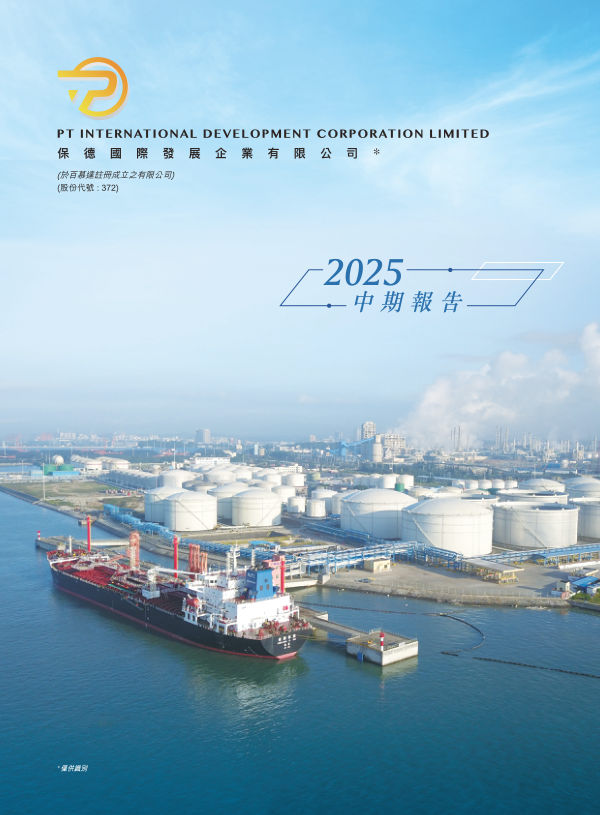 PT INTERNATIONAL DEVELOPMENT CORPORATION LIMITED
保德國際發展企業有限公司*
(於百慕達註冊成立之有限公司)
(股份代號 : 372)
2025
中期報告
* 僅供識別